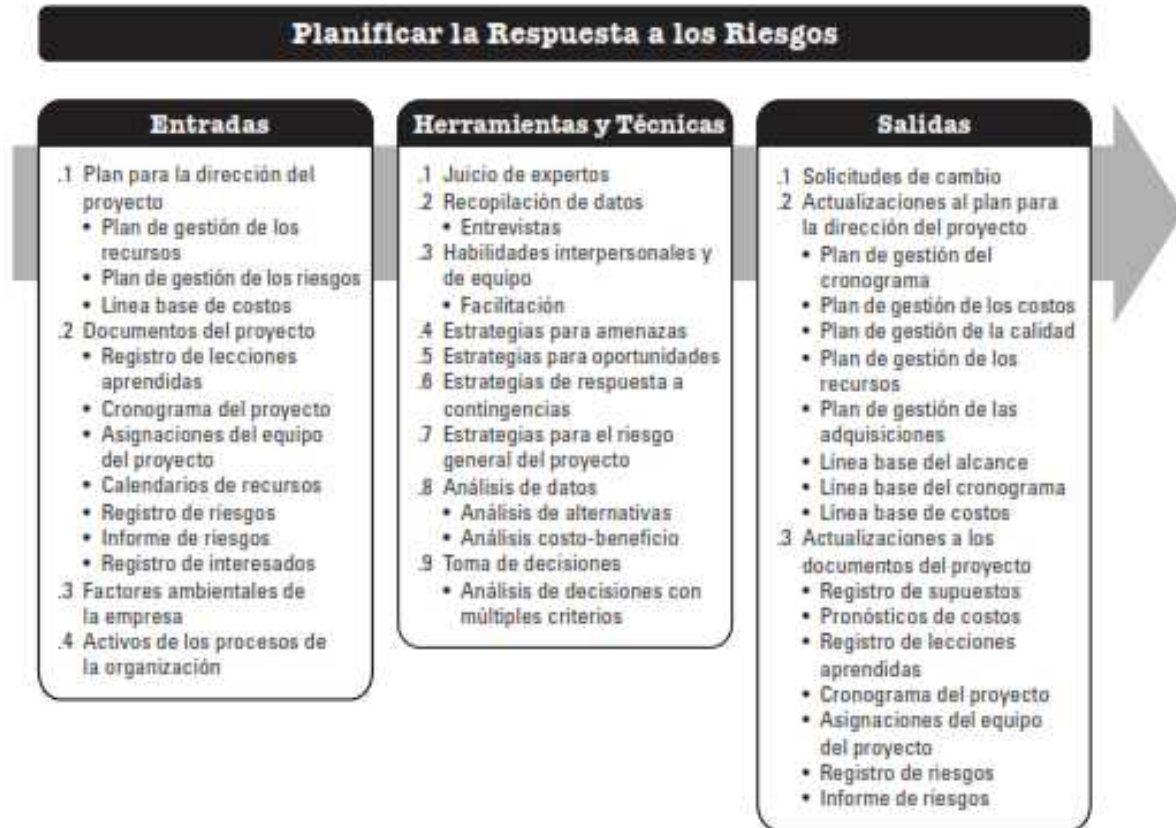 Planificar la Respuesta a los Riesgos
Entradas
.1 Plan para la dirección del
proyecto
• Plan de gestión de los
recursos
• Plan de gestión de los riesgos
• Línea base de costos
.2 Documentos del proyecto
• Registro de lecciones
aprendidas
• Cronograma del proyecto
• Asignaciones del equipo
del proyecto
• Calendarios de recursos
• Registro de riesgos
• Informe de riesgos
• Registro de interesados
.3 Factores ambientales de
la empresa
.4 Activos de los procesos de
la organización
Herramientas y Técnicas
.1 Juicio de expertos
.2 Recopilación de datos
• Entrevistas
.3 Habilidades interpersonales y
de equipo
• Facilitación
.4 Estrategias para amenazas
.5 Estrategias para oportunidades
.6 Estrategias de respuesta a
contingencias
.7 Estrategias para el riesgo
general del proyecto
.8 Análisis de datos
• Análisis de alternativas
• Análisis costo-beneficio
.9 Toma de decisiones
• Análisis de decisiones con
múltiples criterios
Salidas
.1 Solicitudes de cambio
.2 Actualizaciones al plan para
la dirección del proyecto
• Plan de gestión del
cronograma
• Plan de gestión de los costos
• Plan de gestión de la calidad
• Plan de gestión de los
recursos
• Plan de gestión de las
adquisiciones
• Línea base del alcance
• Línea base del cronograma
• Línea base de costos
.3 Actualizaciones a los
documentos del proyecto
• Registro de supuestos
• Pronósticos de costos
• Registro de lecciones
aprendidas
• Cronograma del proyecto
• Asignaciones del equipo
del proyecto
• Registro de riesgos
• Informe de riesgos